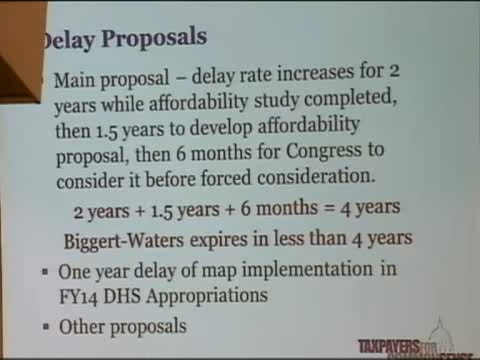 Delay Proposals
Main proposal – delay rate increases for 2
years while affordability study completed,
then 1.5 years to develop affordability
proposal, then 6 months for Congress to
consider it before forced consideration.
2 years + 1.5 years + 6 months = 4 years
Biggert-Waters expires in less than 4 years
▪ One year delay of map implementation in
FY14 DHS Appropriations
▪ Other proposals
TAXPAYERS FOR
COMMON SENSE